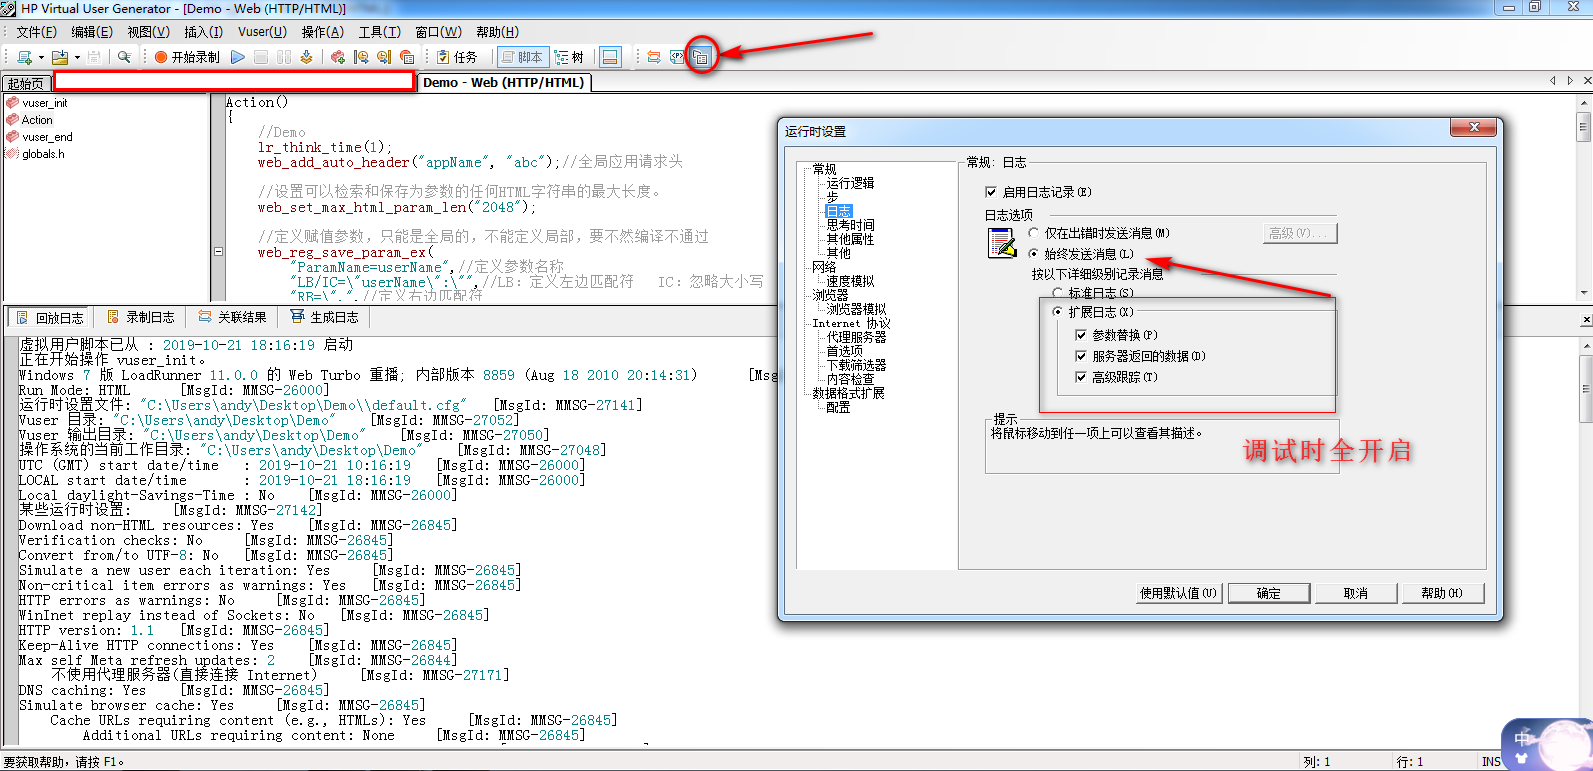 HP Virtual User Generator - [Demo - Web (HTTP/HTML)]
文件(F) 编辑(E) 视图(V) 插入(I) Vuser(U) 操作(A) 工具(T) 窗口(W) 帮助(H)
开始录制 任务 脚本 树
起始页 Demo - Web (HTTP/HTML)
vuser_init
Action
vuser_end
globals.h
Action()
{
//Demo
lr_think_time(1);
web_add_auto_header("appName", "abc");//全局应用请求头
//设置可以检索和保存为参数的任何HTML字符串的最大长度。
web_set_max_html_param_len("2048");
//定义赋值参数，只能是全局的，不能定义局部，要不然编译不通过
web_reg_save_param_ex(
"ParamName=userName",//定义参数名称
"LB/IC=\"userName\":\"",//LB：定义左边匹配符 IC：忽略大小写
"RB=\",",//定义右边匹配符
运行时设置
常规
运行逻辑
步
日志
思考时间
其他属性
其他
网络
速度模拟
浏览器
浏览器模拟
Internet 协议
代理服务器
首选项
下载筛选器
内容检查
数据格式扩展
配置
常规: 日志
启用日志记录(E)
日志选项
仅在出错时发送消息(M)
高级(V)...
始终发送消息(L)
按以下详细级别记录消息
标准日志(S)
扩展日志(X)
参数替换(P)
服务器返回的数据(D)
高级跟踪(T)
提示
将鼠标移动到任一项上可以查看其描述。
调试时全开启
使用默认值(U) 确定 取消 帮助(H)
回放日志 录制日志 关联结果 生成日志
虚拟用户脚本已从 : 2019-10-21 18:16:19 启动
正在开始操作 vuser_init。
Windows 7 版 LoadRunner 11.0.0 的 Web Turbo 重播; 内部版本 8859 (Aug 18 2010 20:14:31) [Ms
Run Mode: HTML [MsgId: MMSG-26000]
运行时设置文件: "C:\Users\andy\Desktop\Demo\\default.cfg" [MsgId: MMSG-27141]
Vuser 目录: "C:\Users\andy\Desktop\Demo" [MsgId: MMSG-27052]
Vuser 输出目录: "C:\Users\andy\Desktop\Demo" [MsgId: MMSG-27050]
操作系统的当前工作目录: "C:\Users\andy\Desktop\Demo" [MsgId: MMSG-27048]
UTC (GMT) start date/time : 2019-10-21 10:16:19 [MsgId: MMSG-26000]
LOCAL start date/time : 2019-10-21 18:16:19 [MsgId: MMSG-26000]
Local daylight-Savings-Time : No [MsgId: MMSG-26000]
某些运行时设置: [MsgId: MMSG-27142]
Download non-HTML resources: Yes [MsgId: MMSG-26845]
Verification checks: No [MsgId: MMSG-26845]
Convert from/to UTF-8: No [MsgId: MMSG-26845]
Simulate a new user each iteration: Yes [MsgId: MMSG-26845]
Non-critical item errors as warnings: Yes [MsgId: MMSG-26845]
HTTP errors as warnings: No [MsgId: MMSG-26845]
WinInet replay instead of Sockets: No [MsgId: MMSG-26845]
HTTP version: 1.1 [MsgId: MMSG-26845]
Keep-Alive HTTP connections: Yes [MsgId: MMSG-26845]
Max self Meta refresh updates: 2 [MsgId: MMSG-26844]
不使用代理服务器(直接连接 Internet) [MsgId: MMSG-27171]
DNS caching: Yes [MsgId: MMSG-26845]
Simulate browser cache: Yes [MsgId: MMSG-26845]
Cache URLs requiring content (e.g., HTMLs): Yes [MsgId: MMSG-26845]
Additional URLs requiring content: None [MsgId: MMSG-26845]
要获取帮助，请按 F1。 列: 1 行: 1 INS
中